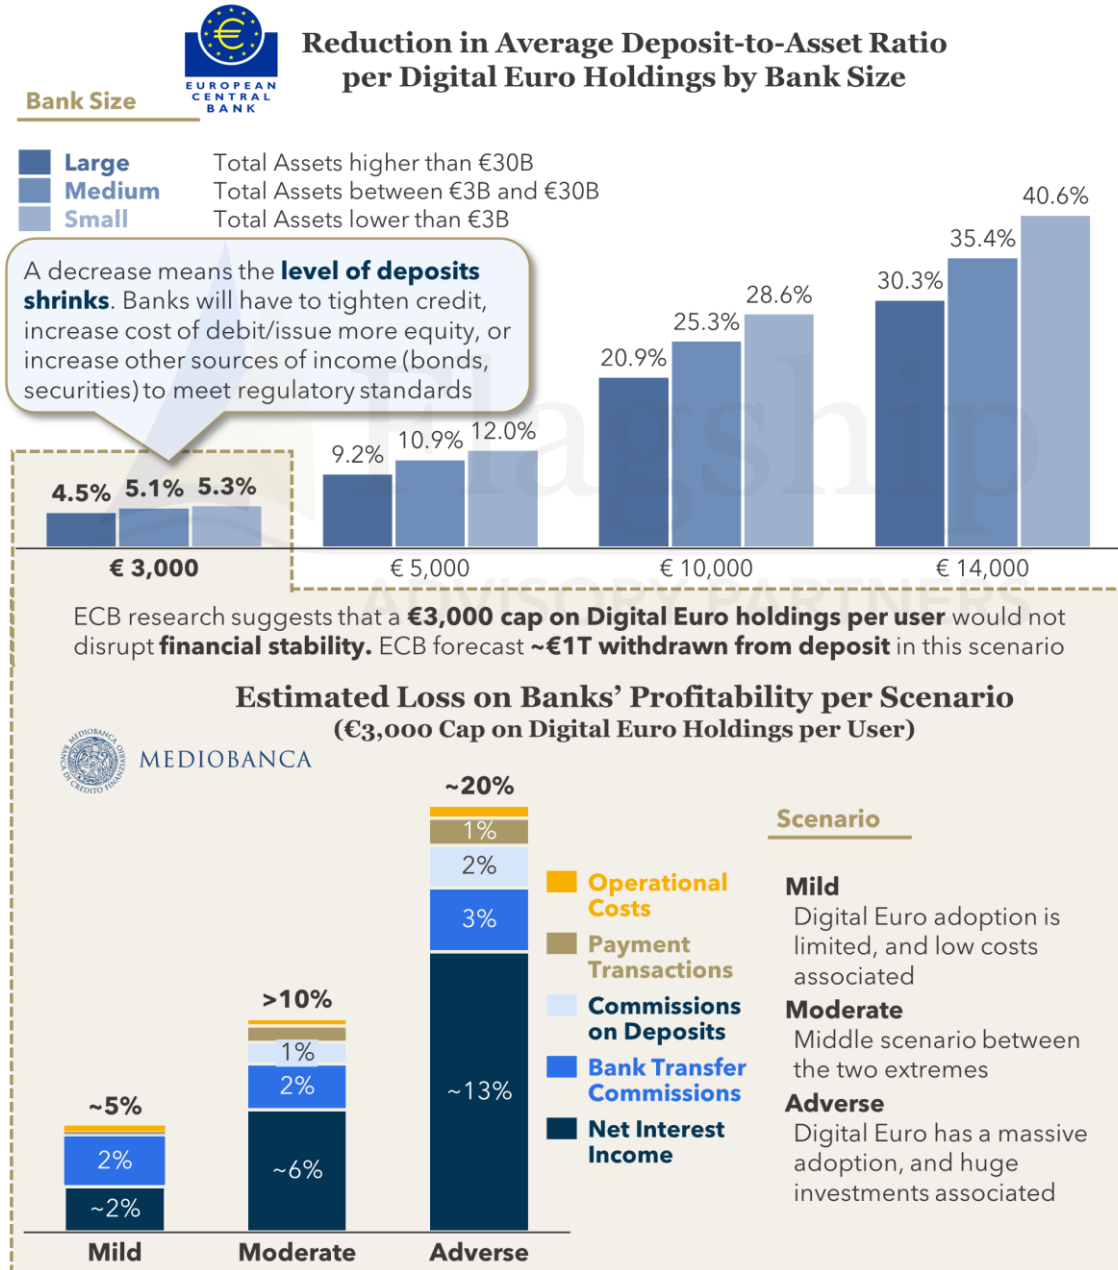 EUROPEAN
CENTRAL
BANK
Reduction in Average Deposit-to-Asset Ratio
per Digital Euro Holdings by Bank Size
Bank Size
Large Total Assets higher than €30B
Medium Total Assets between €3B and €30B
Small Total Assets lower than €3B
A decrease means the level of deposits
shrinks. Banks will have to tighten credit,
increase cost of debit/issue more equity, or
increase other sources of income (bonds,
securities) to meet regulatory standards
4.5% 5.1% 5.3%
9.2% 10.9% 12.0%
20.9% 25.3% 28.6%
30.3% 35.4% 40.6%
€ 3,000 € 5,000 € 10,000 € 14,000
Flagship
ADVISORY PARTNERS
ECB research suggests that a €3,000 cap on Digital Euro holdings per user would not
disrupt financial stability. ECB forecast ~€1T withdrawn from deposit in this scenario
Estimated Loss on Banks' Profitability per Scenario
(€3,000 Cap on Digital Euro Holdings per User)
MEDIOBANCA
BANCA DI CREDITO FINANZIARIO
MEDIOBANCA
~5%
2%
~2%
Mild
>10%
1%
2%
~6%
Moderate
~20%
1%
2%
3%
~13%
Adverse
Operational
Costs
Payment
Transactions
Commissions
on Deposits
Bank Transfer
Commissions
Net Interest
Income
Scenario
Mild
Digital Euro adoption is
limited, and low costs
associated
Moderate
Middle scenario between
the two extremes
Adverse
Digital Euro has a massive
adoption, and huge
investments associated